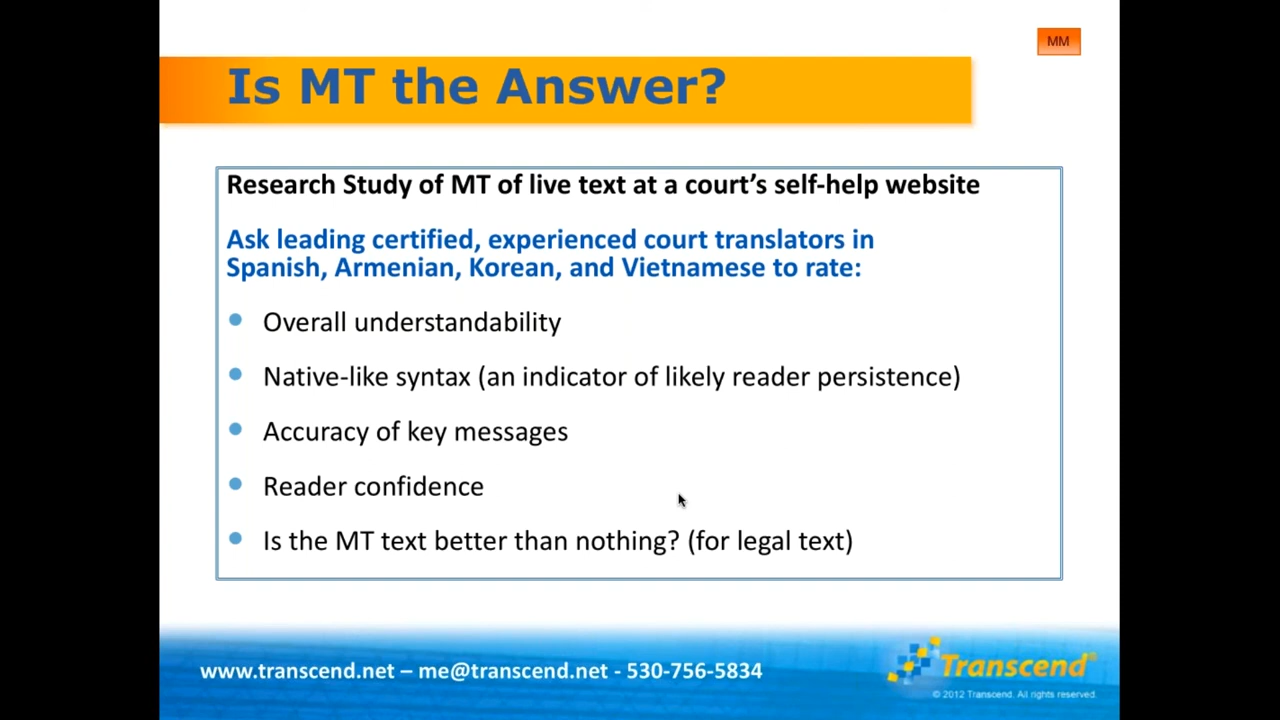 MM
Is MT the Answer?
Research Study of MT of live text at a court’s self-help website
Ask leading certified, experienced court translators in
Spanish, Armenian, Korean, and Vietnamese to rate:
Overall understandability
Native-like syntax (an indicator of likely reader persistence)
Accuracy of key messages
Reader confidence
Is the MT text better than nothing? (for legal text)
www.transcend.net – me@transcend.net - 530-756-5834
Transcend®
© 2012 Transcend. All rights reserved.